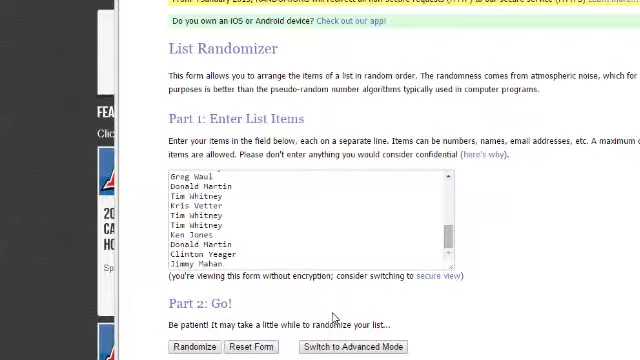 Do you own an iOS or Android device? Check out our app!
List Randomizer
This form allows you to arrange the items of a list in random order. The randomness comes from atmospheric noise, which for
purposes is better than the pseudo-random number algorithms typically used in computer programs.
Part 1: Enter List Items
Enter your items in the field below, each on a separate line. Items can be numbers, names, email addresses, etc. A maximum o
items are allowed. Please don't enter anything you would consider confidential (here's why).
Greg Waul
Donald Martin
Tim Whitney
Kris Vetter
Tim Whitney
Tim Whitney
Ken Jones
Donald Martin
Clinton Yeager
Jimmy Mahan
(you're viewing this form without encryption; consider switching to secure view)
Part 2: Go!
Be patient! It may take a little while to randomize your list...
Randomize Reset Form Switch to Advanced Mode
FEA
Clic
20
CA
HO
Sp